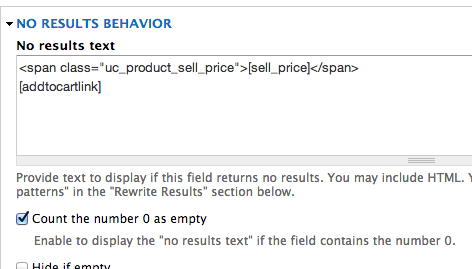 NO RESULTS BEHAVIOR
No results text
<span class="uc_product_sell_price">[sell_price]</span>
[addtocartlink]
Provide text to display if this field returns no results. You may include HTML.
patterns" in the "Rewrite Results" section below.
Count the number 0 as empty
Enable to display the "no results text" if the field contains the number 0.
Hide if empty